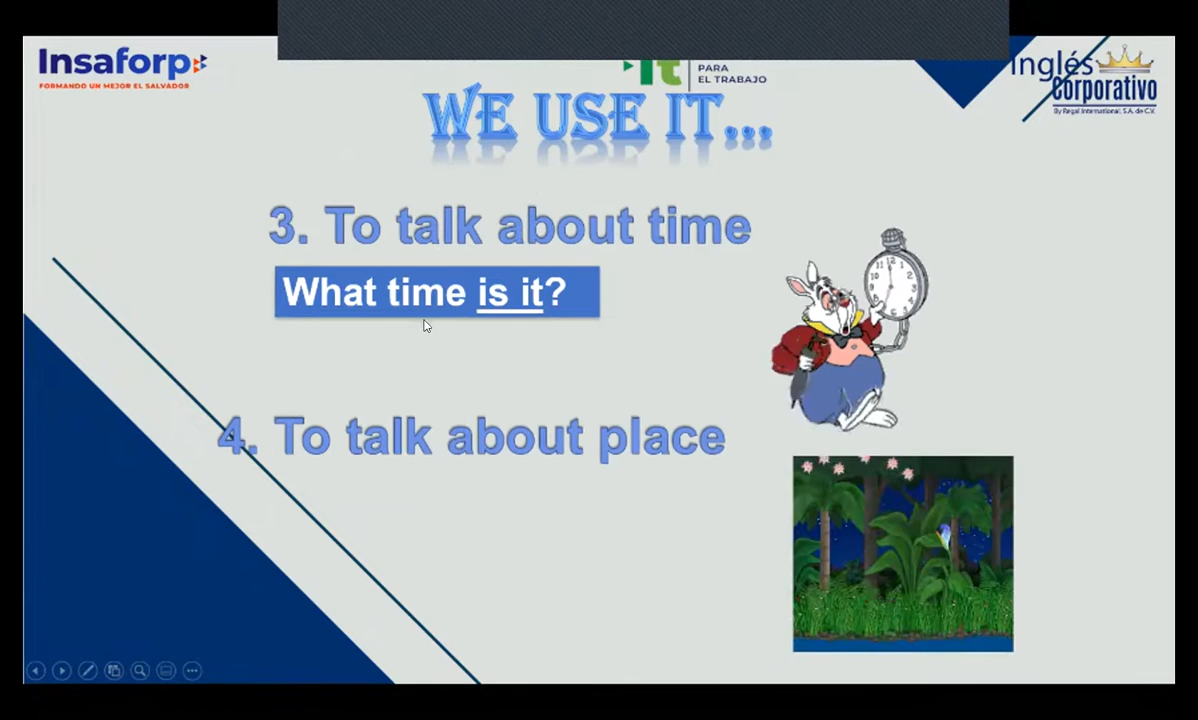 Insaforp
FORMANDO UN MEJOR EL SALVADOR
PARA
EL TRABAJO
Inglés
Corporativo
By Regal International, S.A. de C.V.
WE USE IT...
3. To talk about time
What time is it?
4. To talk about place